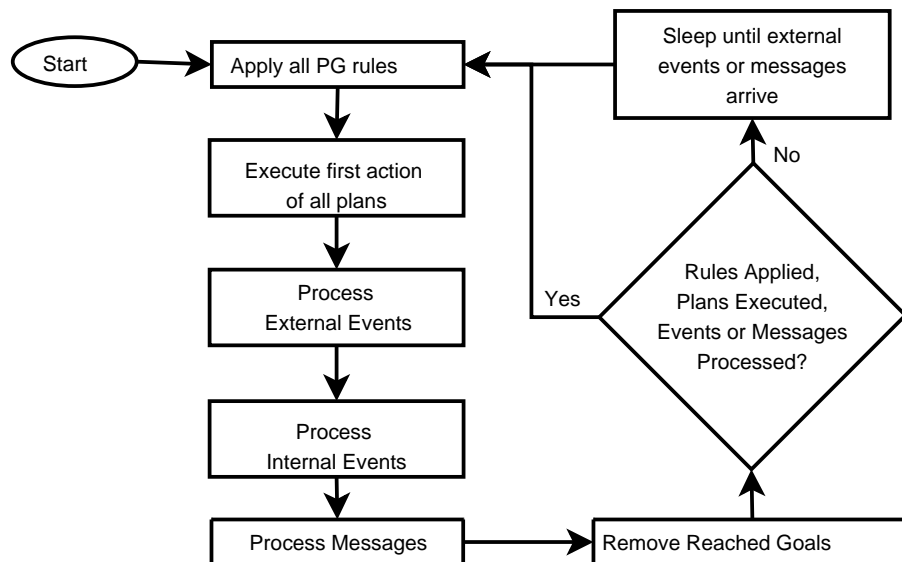 Start
Apply all PG rules
Execute first action
of all plans
Process
External Events
Process
Internal Events
Process Messages
Remove Reached Goals
Rules Applied,
Plans Executed,
Events or Messages
Processed?
Yes
No
Sleep until external
events or messages
arrive